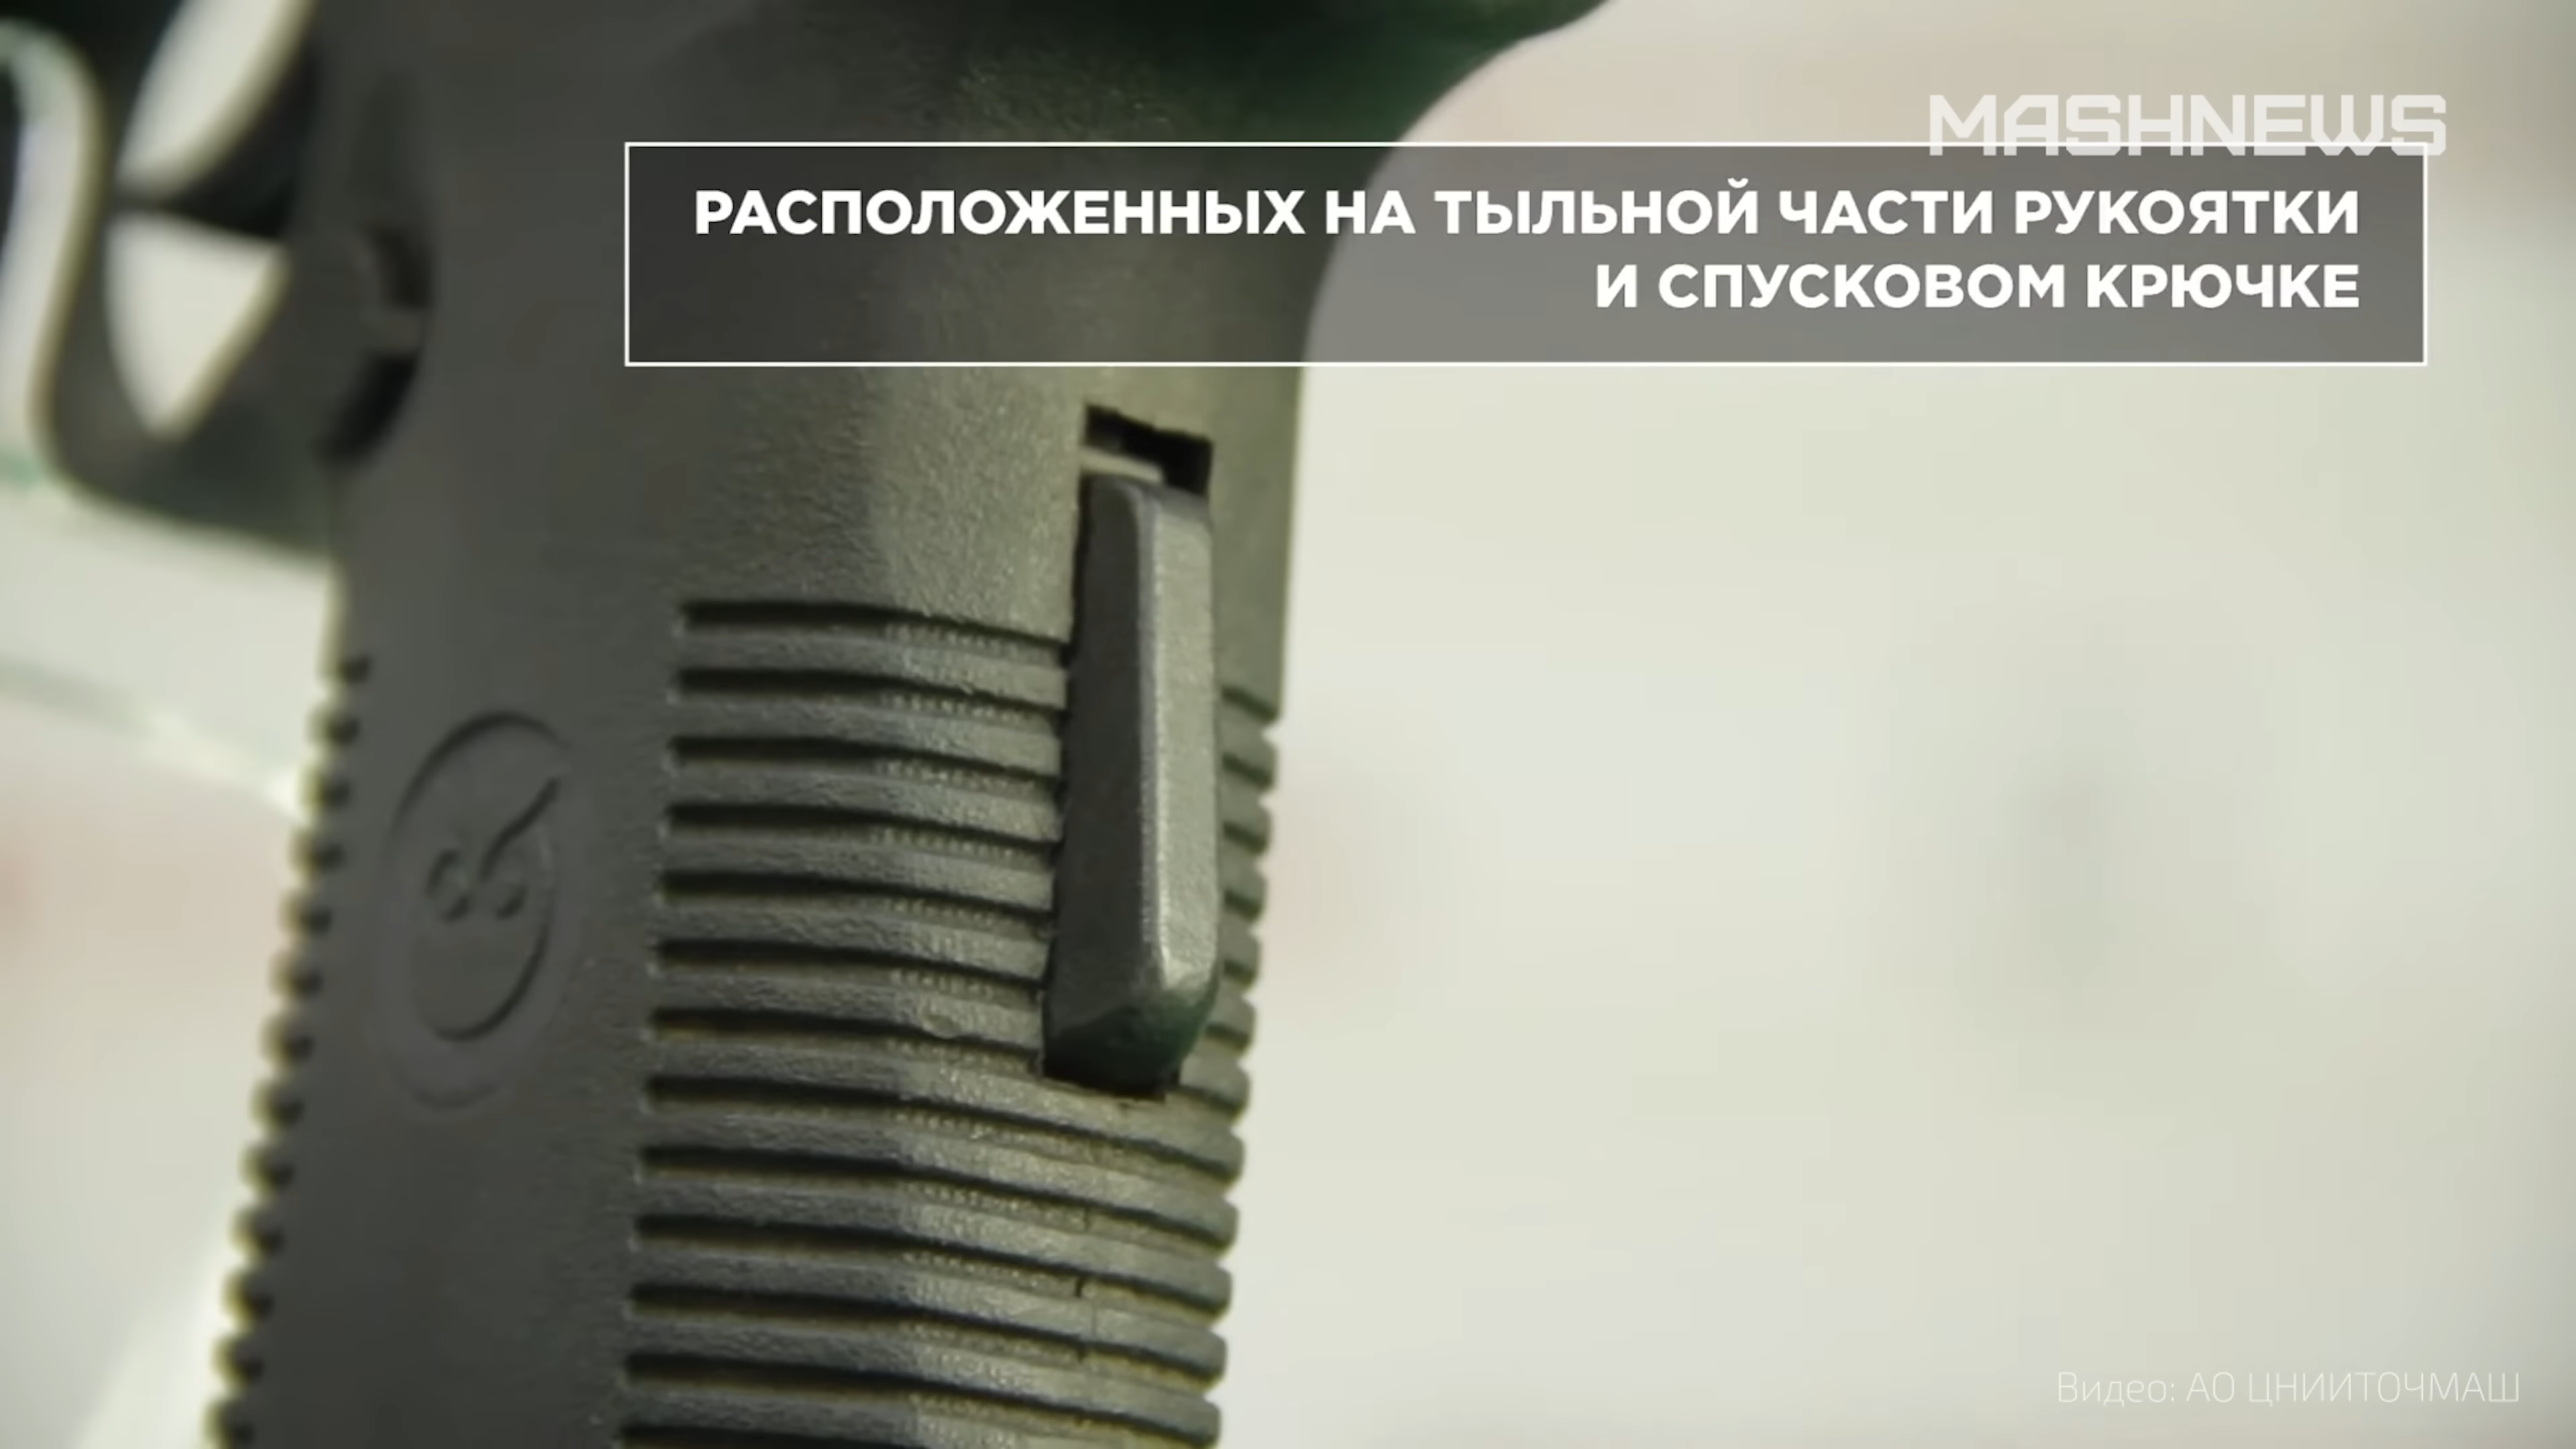 MASHNEWS
РАСПОЛОЖЕННЫХ НА ТЫЛЬНОЙ ЧАСТИ РУКОЯТКИ
И СПУСКОВОМ КРЮЧКЕ
Видео: АО ЦНИИТОЧМАШ